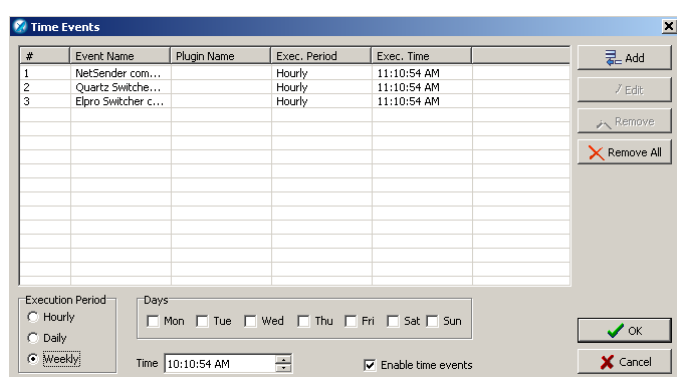 Time Events
# Event Name Plugin Name Exec. Period Exec. Time
1 NetSender com... Hourly 11:10:54 AM
2 Quartz Switche... Hourly 11:10:54 AM
3 Elpro Switcher c... Hourly 11:10:54 AM
Add
Edit
Remove
Remove All
Execution Period
Hourly
Daily
Weekly
Days
Mon Tue Wed Thu Fri Sat Sun
Time 10:10:54 AM
Enable time events
OK
Cancel